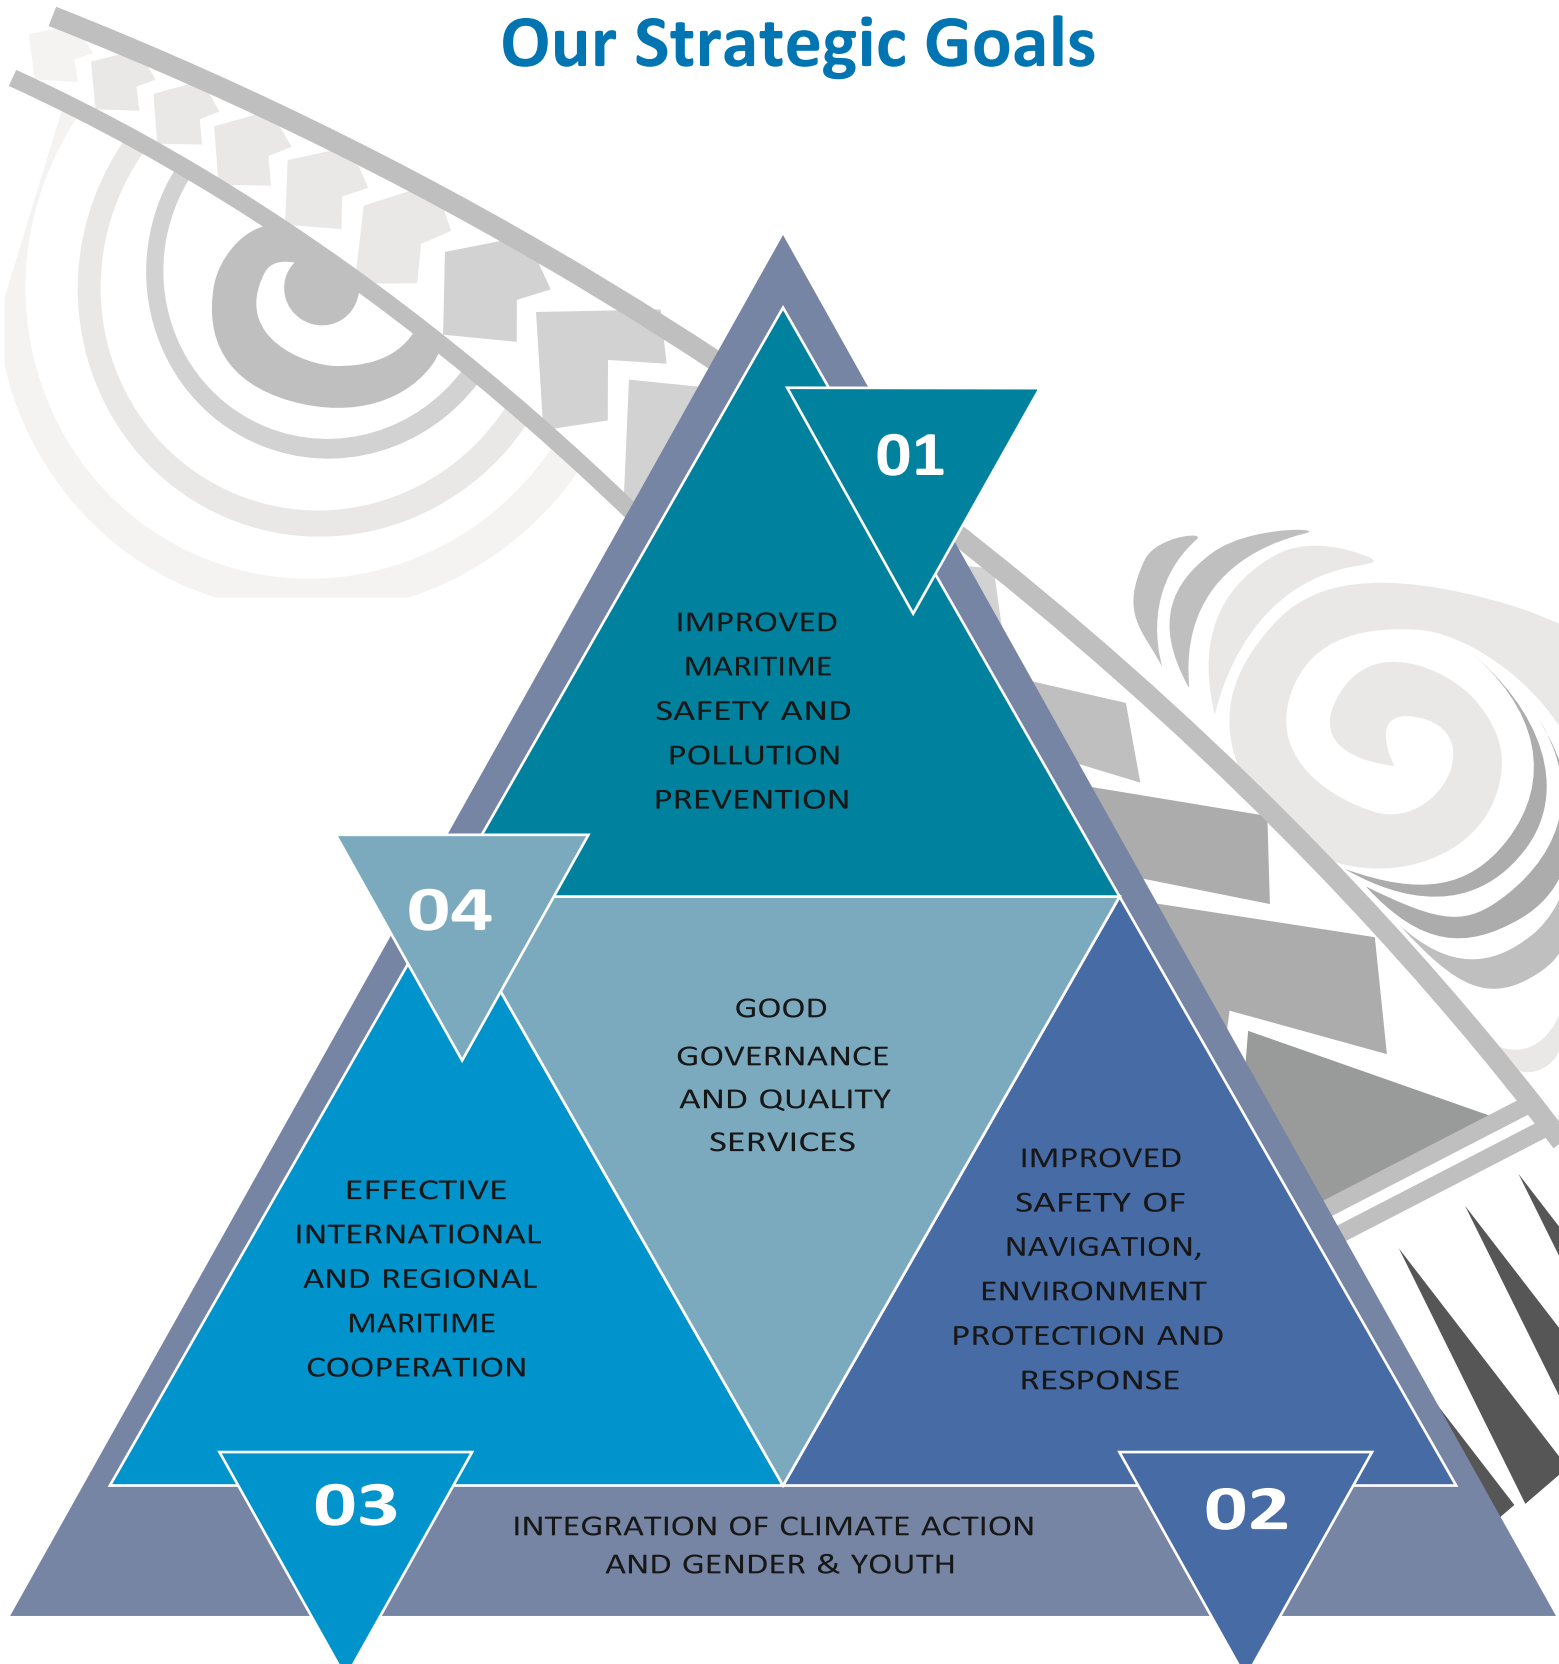 Our Strategic Goals
01
IMPROVED
MARITIME
SAFETY AND
POLLUTION
PREVENTION
04
GOOD
GOVERNANCE
AND QUALITY
SERVICES
IMPROVED
SAFETY OF
NAVIGATION,
ENVIRONMENT
PROTECTION AND
RESPONSE
EFFECTIVE
INTERNATIONAL
AND REGIONAL
MARITIME
COOPERATION
03
02
INTEGRATION OF CLIMATE ACTION
AND GENDER & YOUTH